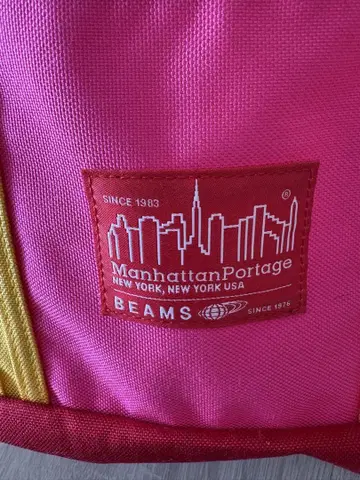 SINCE 1983
®
ManhattanPortage
NEW YORK, NEW YORK USA
BEAMS SINCE 1976